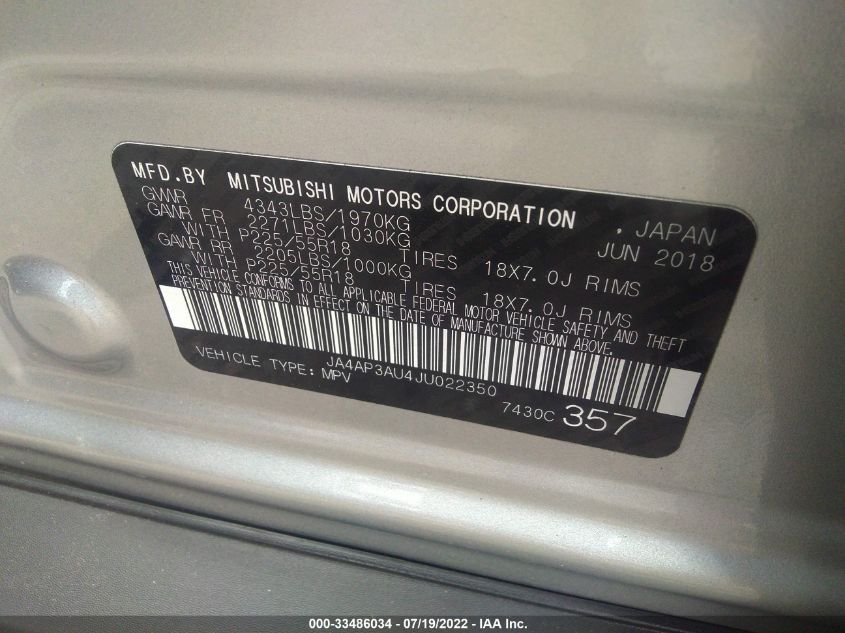 MFD.BY MITSUBISHI MOTORS CORPORATION , JAPAN
GVWR 4343LBS/1970KG JUN 2018
GAWR FR 2271LBS/1030KG
WITH P225/55R18 TIRES 18X7.0J RIMS
GAWR RR 2205LBS/1000KG
WITH P225/55R18 TIRES 18X7.0J RIMS
THIS VEHICLE CONFORMS TO ALL APPLICABLE FEDERAL MOTOR VEHICLE SAFETY AND THEFT
PREVENTION STANDARDS IN EFFECT ON THE DATE OF MANUFACTURE SHOWN ABOVE.
JA4AP3AU4JU022350
VEHICLE TYPE: MPV
7430C 357
000-33486034 - 07/19/2022 - IAA Inc.